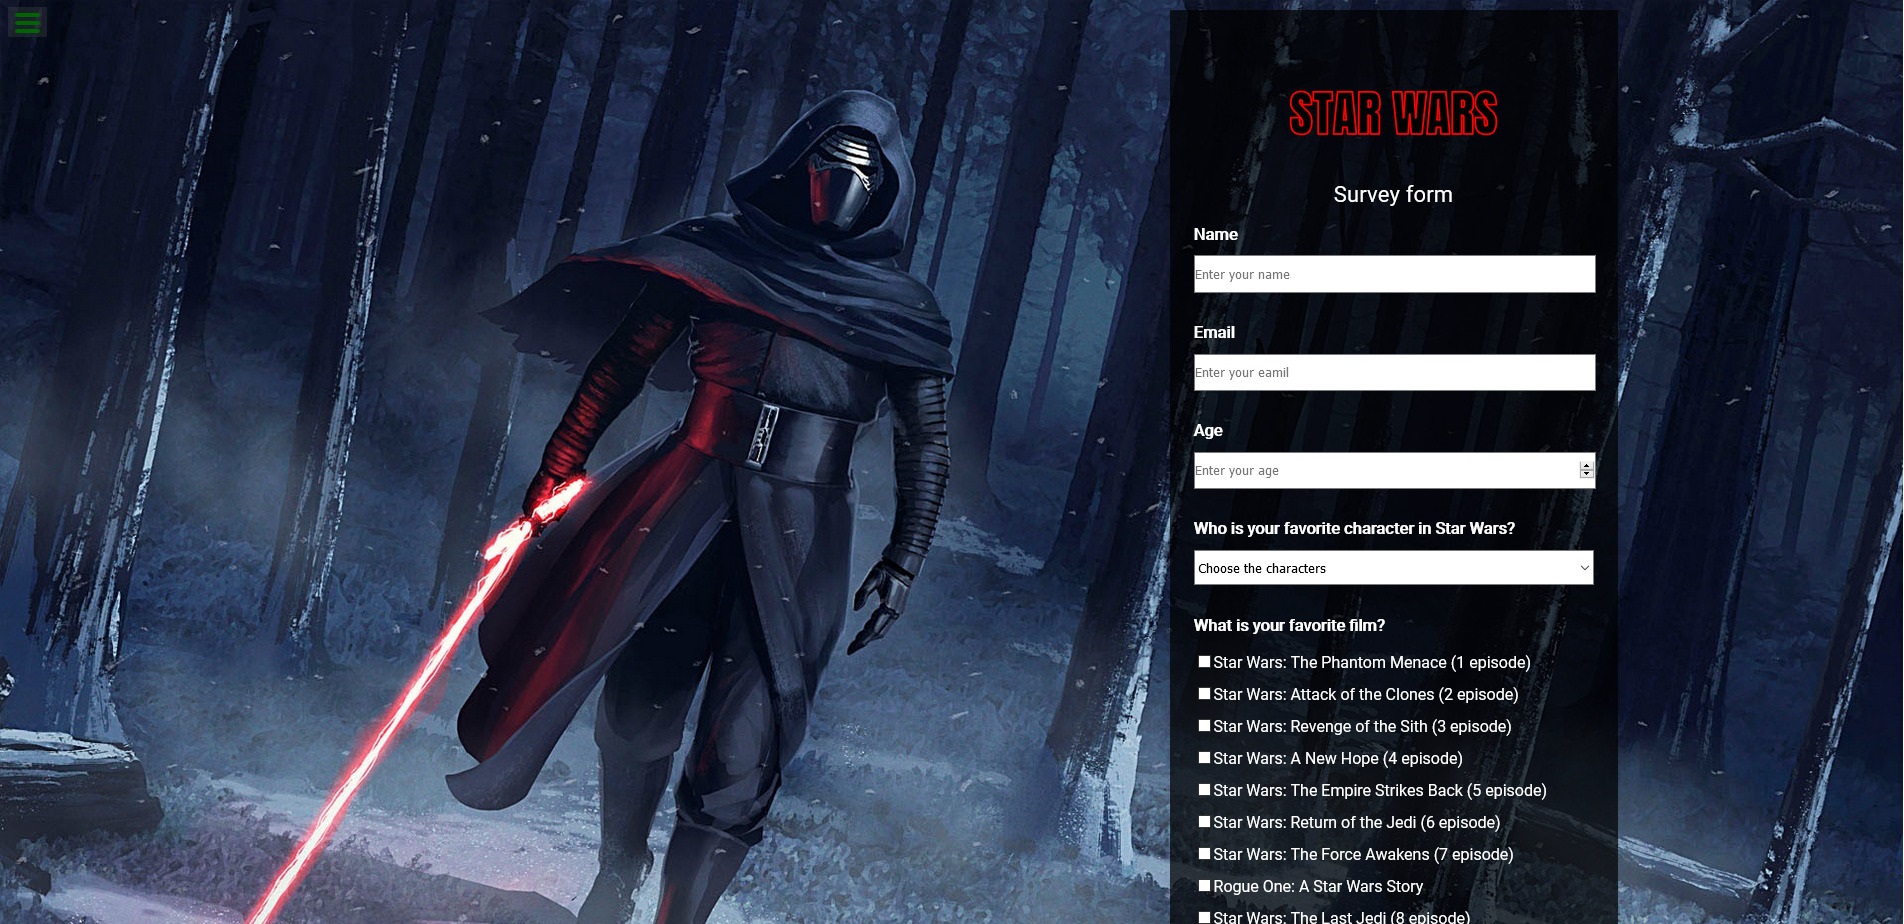 STAR WARS
Survey form
Name
Enter your name
Email
Enter your eamil
Age
Enter your age
Who is your favorite character in Star Wars?
Choose the characters
What is your favorite film?
Star Wars: The Phantom Menace (1 episode)
Star Wars: Attack of the Clones (2 episode)
Star Wars: Revenge of the Sith (3 episode)
Star Wars: A New Hope (4 episode)
Star Wars: The Empire Strikes Back (5 episode)
Star Wars: Return of the Jedi (6 episode)
Star Wars: The Force Awakens (7 episode)
Rogue One: A Star Wars Story
Star Wars: The Last Jedi (8 episode)